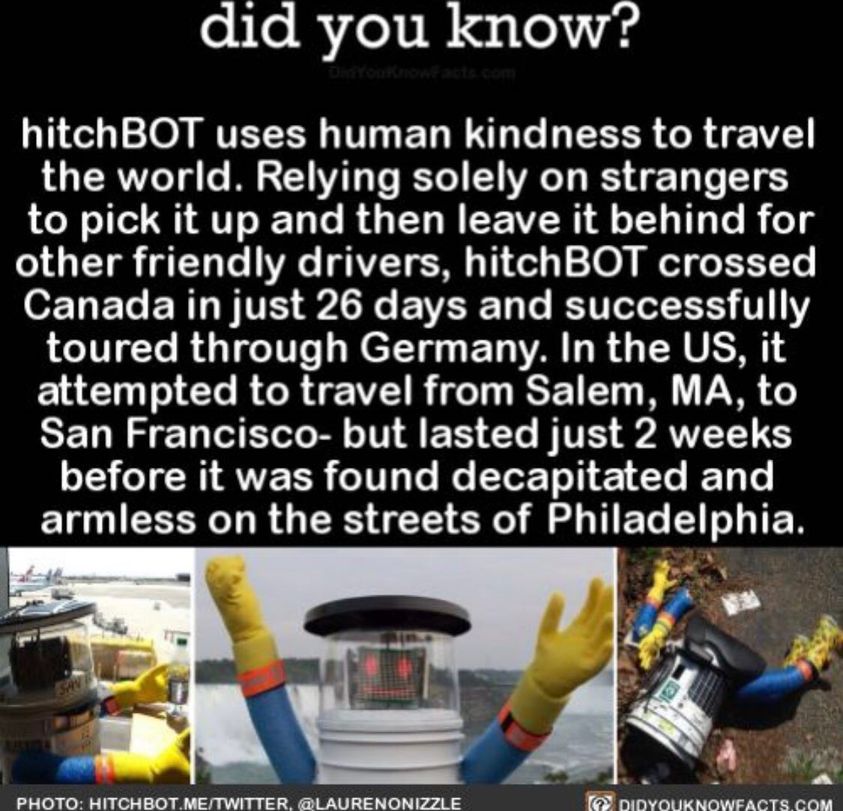 did you know?
DidYouKnowFacts.com
hitchBOT uses human kindness to travel
the world. Relying solely on strangers
to pick it up and then leave it behind for
other friendly drivers, hitchBOT crossed
Canada in just 26 days and successfully
toured through Germany. In the US, it
attempted to travel from Salem, MA, to
San Francisco- but lasted just 2 weeks
before it was found decapitated and
armless on the streets of Philadelphia.
PHOTO: HITCHBOT.ME/TWITTER, @LAURENONIZZLE
DIDYOUKNOWFACTS.COM